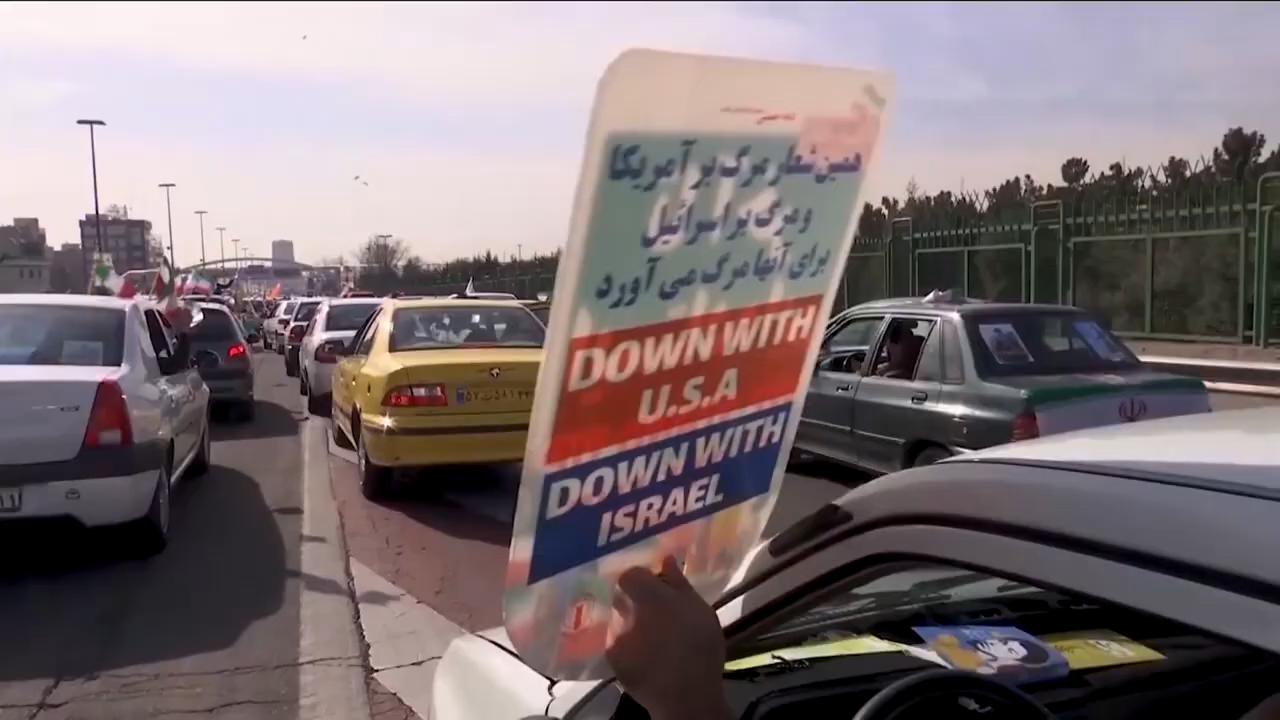 همین شعار مرگ بر آمریکا
و مرگ بر اسرائیل
برای آنها مرگ می آورد
DOWN WITH
U.S.A
DOWN WITH
ISRAEL